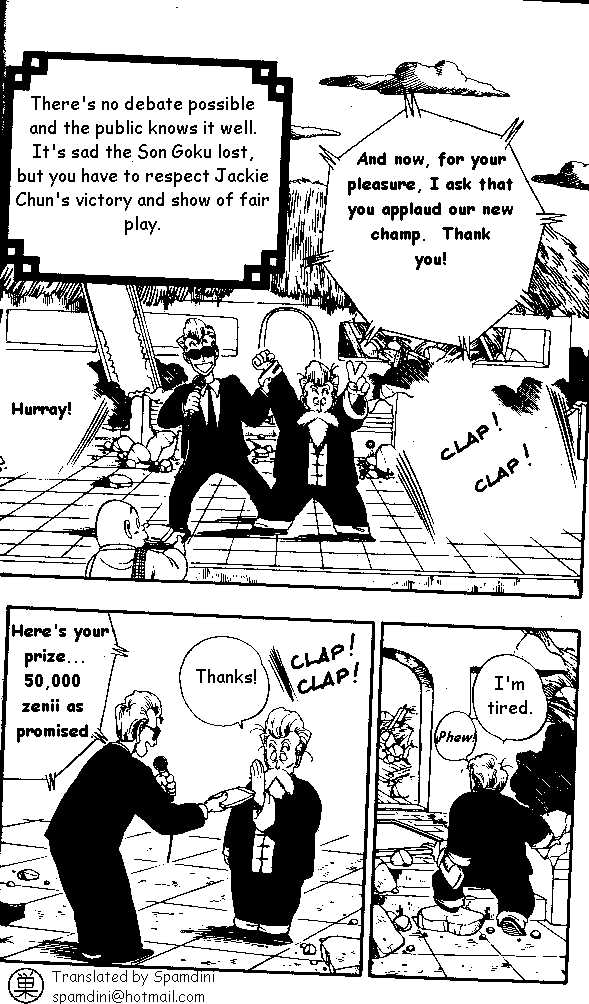 There's no debate possible
and the public knows it well.
It's sad the Son Goku lost,
but you have to respect Jackie
Chun's victory and show of fair
play.
And now, for your
pleasure, I ask that
you applaud our new
champ. Thank
you!
Hurray!
CLAP!
CLAP!
Here's your
prize...
50,000
zenii as
promised
Thanks!
CLAP!
CLAP!
I'm
tired.
Phew!
巣
Translated by Spamdini
spamdini@hotmail.com